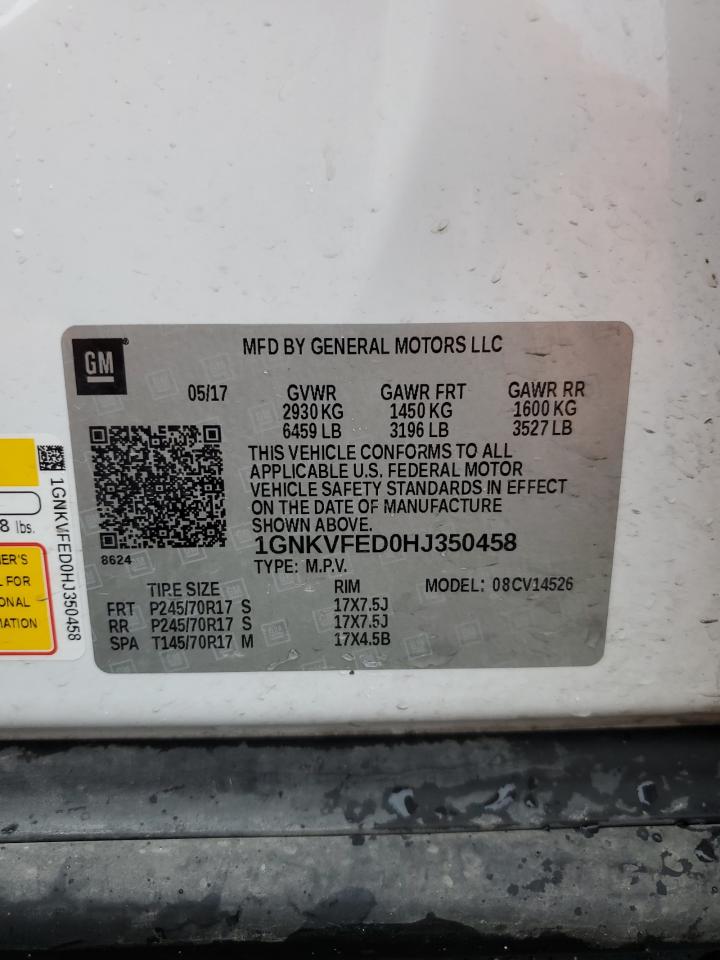 GM
MFD BY GENERAL MOTORS LLC
05/17 GVWR GAWR FRT GAWR RR
2930 KG 1450 KG 1600 KG
6459 LB 3196 LB 3527 LB
THIS VEHICLE CONFORMS TO ALL
APPLICABLE U.S. FEDERAL MOTOR
VEHICLE SAFETY STANDARDS IN EFFECT
ON THE DATE OF MANUFACTURE
SHOWN ABOVE.
8624
1GNKVFED0HJ350458
TYPE: M.P.V. MODEL: 08CV14526
TIRE SIZE RIM
FRT P245/70R17 S 17X7.5J
RR P245/70R17 S 17X7.5J
SPA T145/70R17 M 17X4.5B
1GNKVFED0HJ350458
8 lbs.
FOR